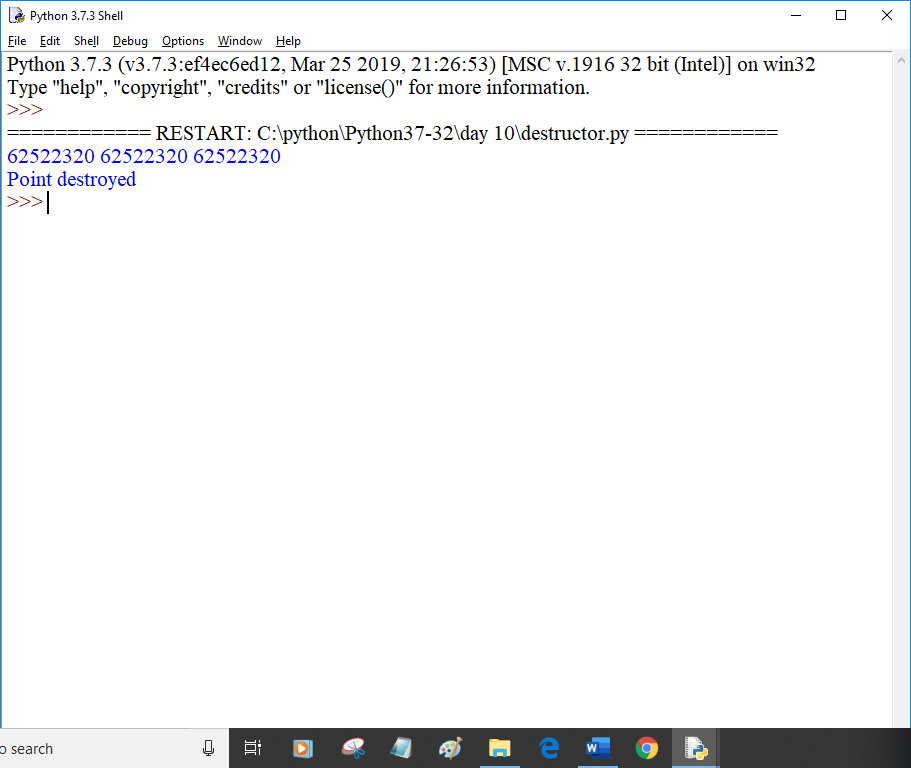 Python 3.7.3 Shell
File Edit Shell Debug Options Window Help
Python 3.7.3 (v3.7.3:ef4ec6ed12, Mar 25 2019, 21:26:53) [MSC v.1916 32 bit (Intel)] on win32
Type "help", "copyright", "credits" or "license()" for more information.
>>>
============ RESTART: C:\python\Python37-32\day 10\destructor.py ============
62522320 62522320 62522320
Point destroyed
>>>
o search